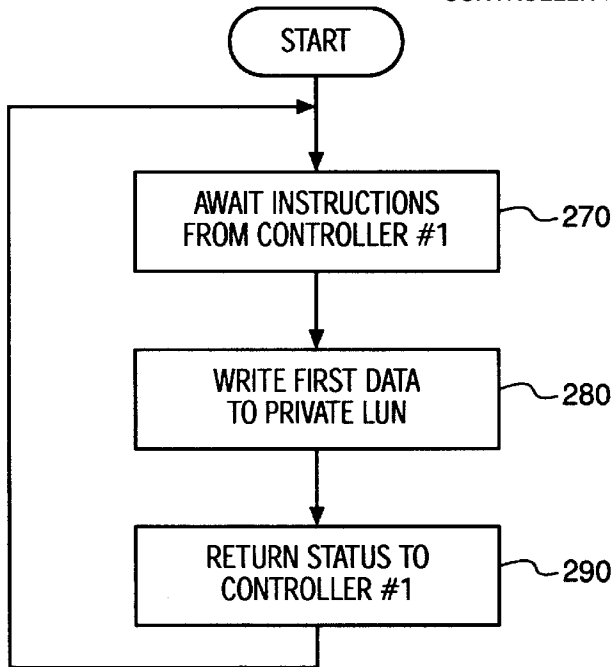 START
AWAIT INSTRUCTIONS
FROM CONTROLLER #1
270
WRITE FIRST DATA
TO PRIVATE LUN
280
RETURN STATUS TO
CONTROLLER #1
290